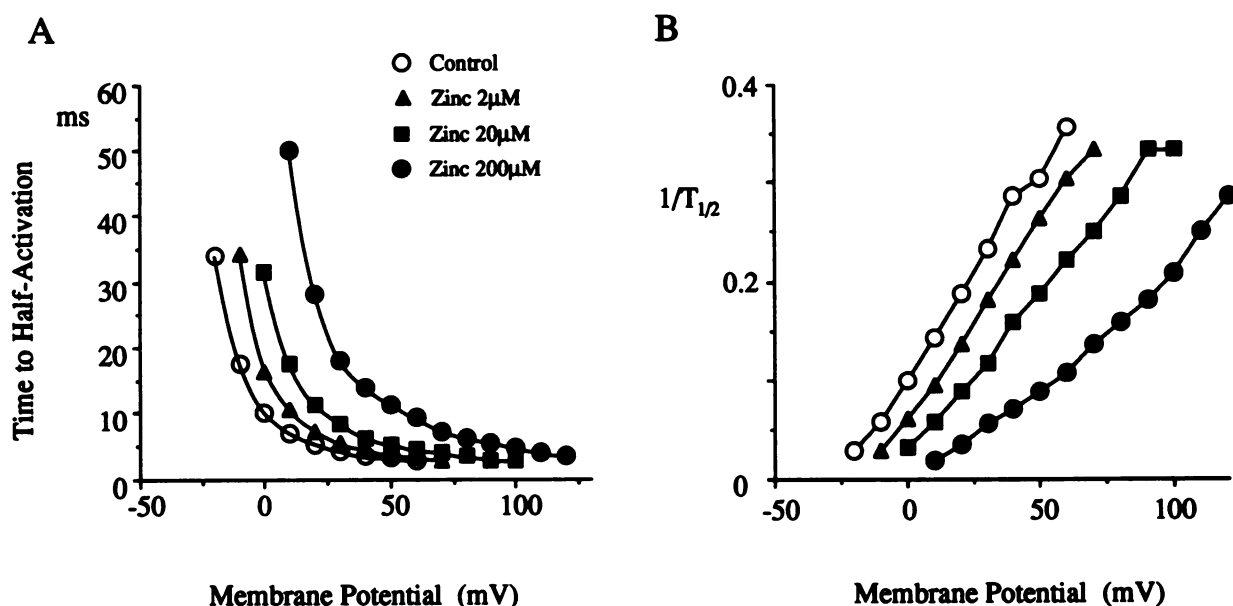 A
Control
Zinc 2µM
Zinc 20µM
Zinc 200µM
60
ms
50
40
30
20
10
0
Time to Half-Activation
-50
0
50
100
Membrane Potential (mV)
B
0.4
1/T1/2
0.2
0
-50
0
50
100
Membrane Potential (mV)